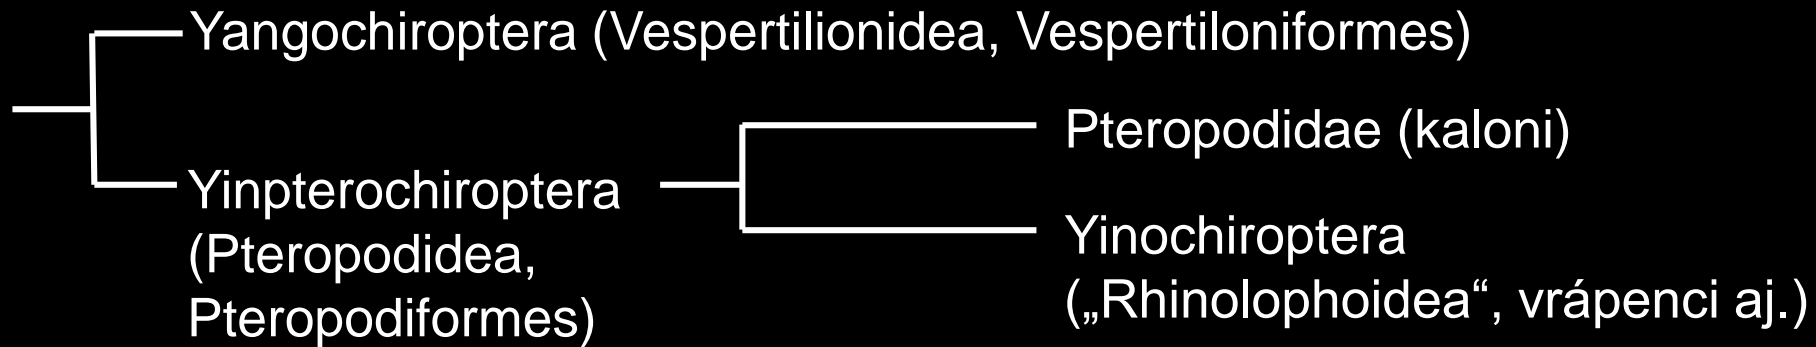 Yangochiroptera (Vespertilionidea, Vespertiloniformes)
Pteropodidae (kaloni)
Yinpterochiroptera
(Pteropodidea,
Pteropodiformes)
Yinochiroptera
(„Rhinolophoidea“, vrápenci aj.)